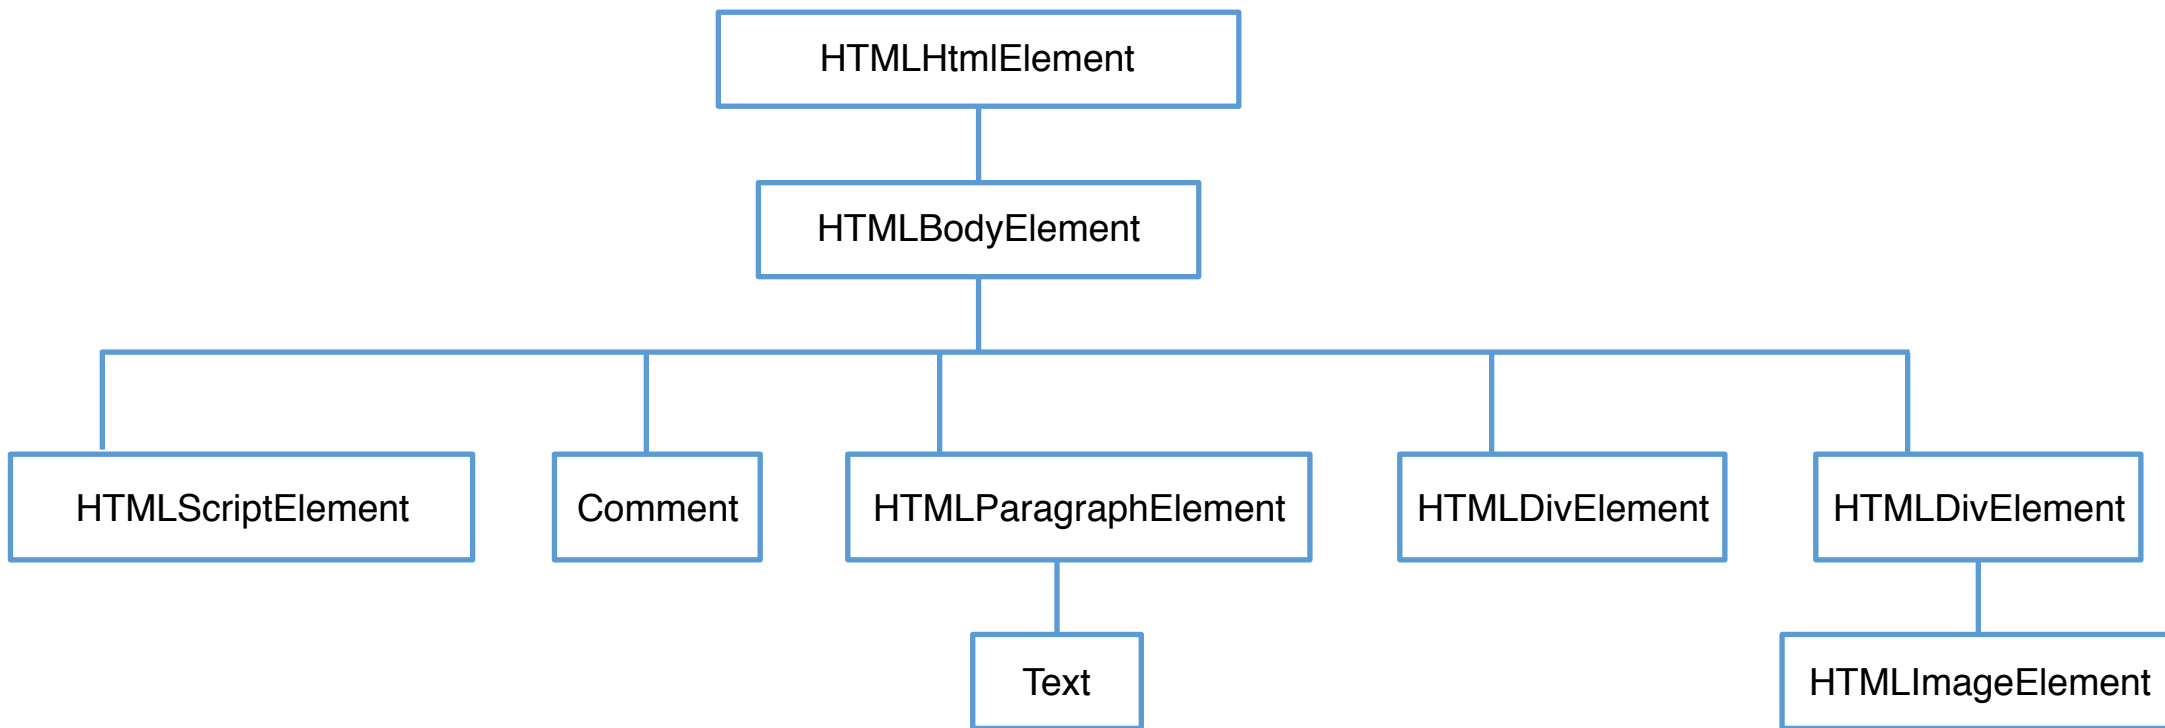 HTMLHtmlElement
HTMLBodyElement
HTMLScriptElement
Comment
HTMLParagraphElement
HTMLDivElement
HTMLDivElement
Text
HTMLImageElement